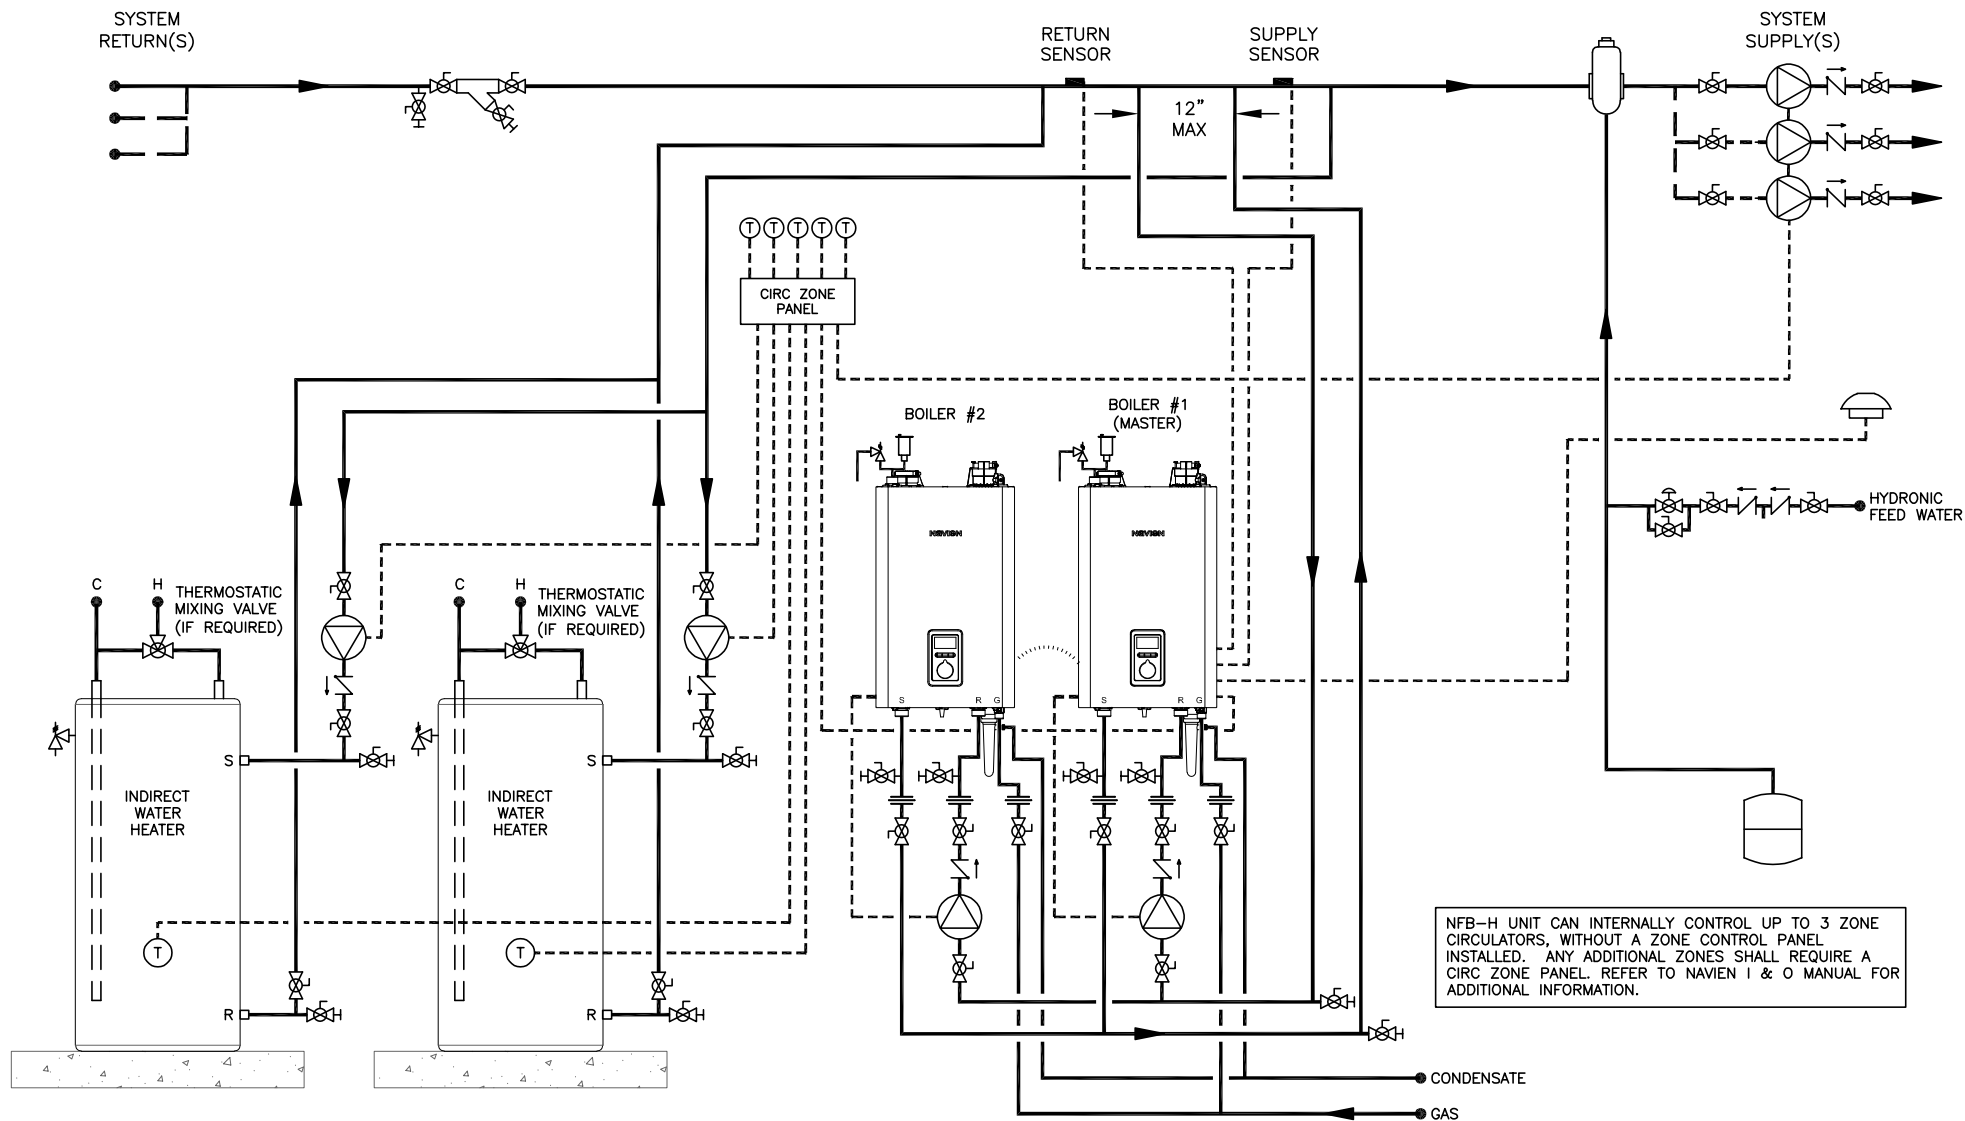 SYSTEM
RETURN(S)
RETURN
SENSOR
SUPPLY
SENSOR
SYSTEM
SUPPLY(S)
12"
MAX
T T T T T
CIRC ZONE
PANEL
BOILER #2
BOILER #1
(MASTER)
HYDRONIC
FEED WATER
NAVIEN
NAVIEN
C
H
THERMOSTATIC
MIXING VALVE
(IF REQUIRED)
C
H
THERMOSTATIC
MIXING VALVE
(IF REQUIRED)
S
R
G
S
R
G
S
S
INDIRECT
WATER
HEATER
INDIRECT
WATER
HEATER
T
T
R
R
NFB-H UNIT CAN INTERNALLY CONTROL UP TO 3 ZONE
CIRCULATORS, WITHOUT A ZONE CONTROL PANEL
INSTALLED. ANY ADDITIONAL ZONES SHALL REQUIRE A
CIRC ZONE PANEL. REFER TO NAVIEN I & O MANUAL FOR
ADDITIONAL INFORMATION.
CONDENSATE
GAS